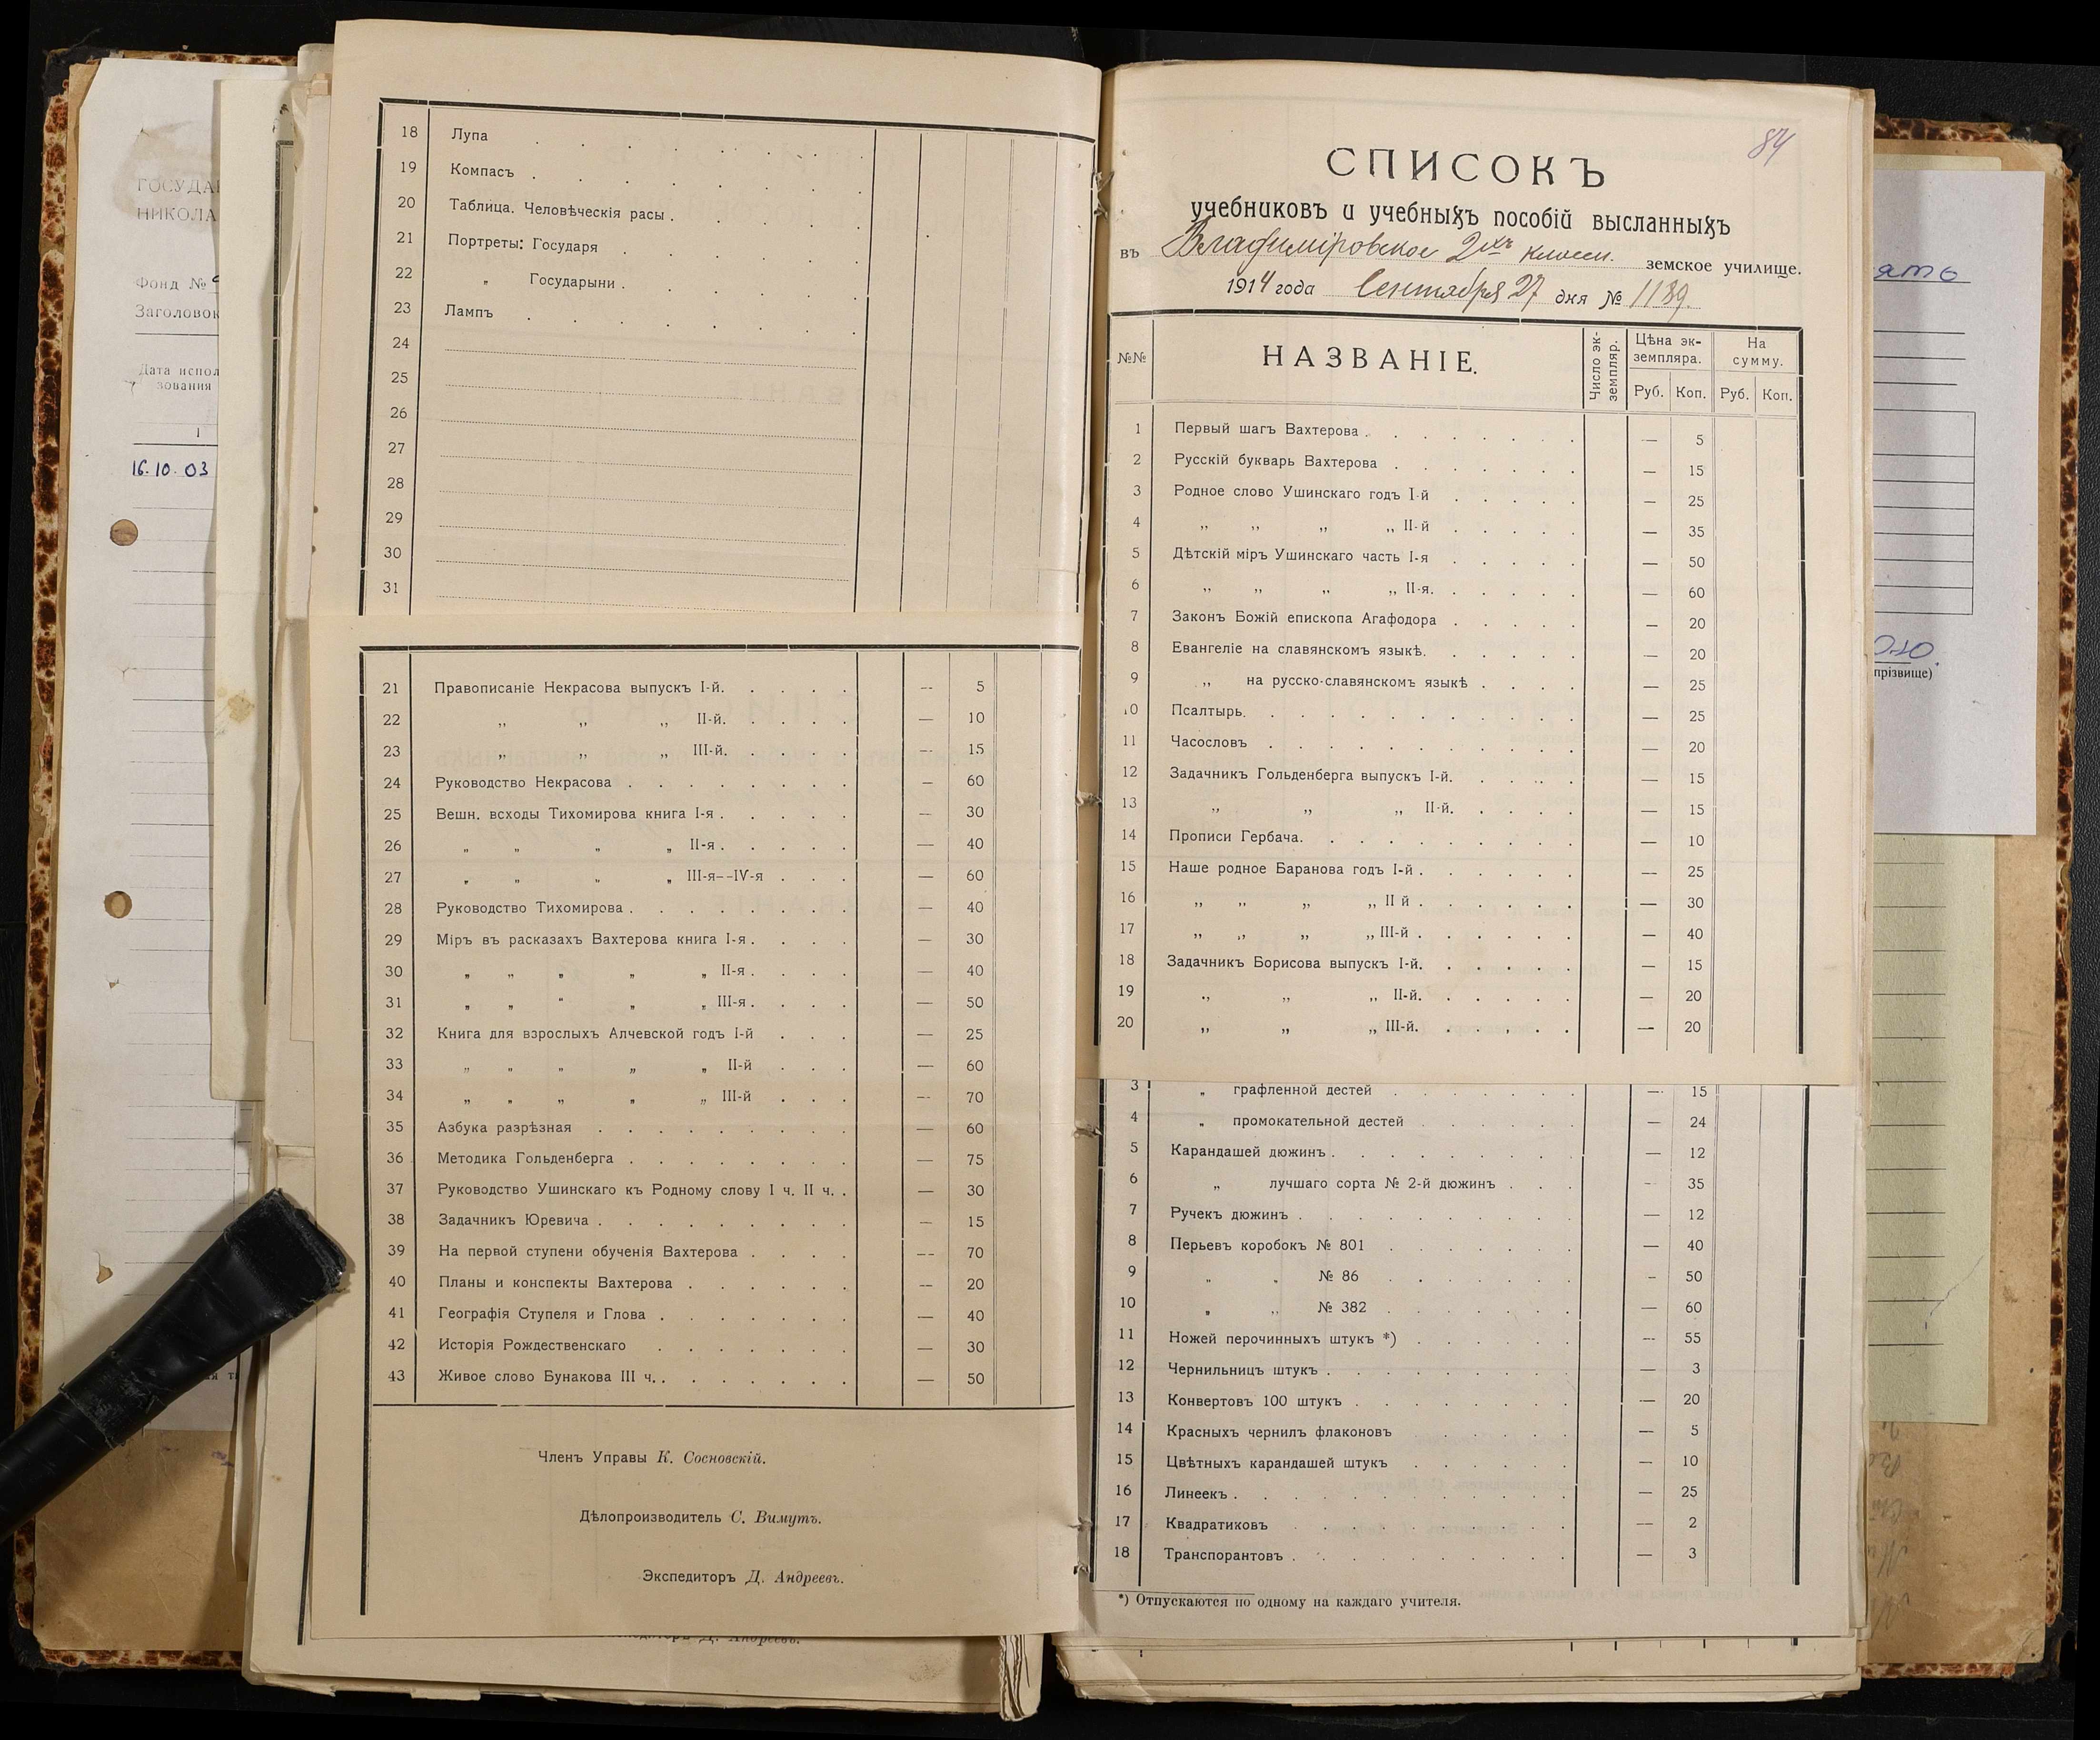 ГОСУДА
НИКОЛА
Фонд №
Заголовок
Дата испол
зования
1
16.10.03
18 Лупа
19 Компасъ
20 Таблица. Человѣческія расы
21 Портреты: Государя
22 „ Государыни
23 Лампъ
24
25
26
27
28
29
30
31
21 Правописаніе Некрасова выпускъ I-й. — 5
22 „ „ „ II-й. — 10
23 „ „ „ III-й. — 15
24 Руководство Некрасова — 60
25 Вешн. всходы Тихомирова книга I-я — 30
26 „ „ „ „ II-я — 40
27 „ „ „ „ III-я--IV-я — 60
28 Руководство Тихомирова — 40
29 Міръ въ расказахъ Вахтерова книга I-я — 30
30 „ „ „ „ „ II-я — 40
31 „ „ „ „ „ III-я — 50
32 Книга для взрослыхъ Алчевской годъ I-й — 25
33 „ „ „ „ „ II-й — 60
34 „ „ „ „ „ III-й — 70
35 Азбука разрѣзная — 60
36 Методика Гольденберга — 75
37 Руководство Ушинскаго къ Родному слову I ч. II ч. — 30
38 Задачникъ Юревича — 15
39 На первой ступени обученія Вахтерова — 70
40 Планы и конспекты Вахтерова — 20
41 Географія Ступеля и Глова — 40
42 Исторія Рождественскаго — 30
43 Живое слово Бунакова III ч. — 50
Членъ Управы К. Сосновскій.
Дѣлопроизводитель С. Вимутъ.
Экспедиторъ Д. Андреевъ.
84
СПИСОКЪ
учебниковъ и учебныхъ пособій высланныхъ
въ Владиміровское 2хъ классн. земское училище.
1914 года Сентября 27 дня № 1189.
№№ НАЗВАНІЕ. Число экземпляр. Цѣна экземпляра. На сумму.
Руб. Коп. Руб. Коп.
1 Первый шагъ Вахтерова — 5
2 Русскій букварь Вахтерова — 15
3 Родное слово Ушинскаго годъ I-й — 25
4 „ „ „ „ II-й — 35
5 Дѣтскій міръ Ушинскаго часть I-я — 50
6 „ „ „ „ II-я. — 60
7 Законъ Божій епископа Агафодора — 20
8 Евангеліе на славянскомъ языкѣ. — 20
9 „ на русско-славянскомъ языкѣ — 25
10 Псалтырь. — 25
11 Часословъ — 20
12 Задачникъ Гольденберга выпускъ I-й. — 15
13 „ „ „ II-й. — 15
14 Прописи Гербача. — 10
15 Наше родное Баранова годъ I-й — 25
16 „ „ „ „ II й — 30
17 „ „ „ „ III-й — 40
18 Задачникъ Борисова выпускъ I-й. — 15
19 „ „ „ II-й. — 20
20 „ „ „ III-й. — 20
3 „ графленной дестей — 15
4 „ промокательной дестей — 24
5 Карандашей дюжинъ — 12
6 „ лучшаго сорта № 2-й дюжинъ — 35
7 Ручекъ дюжинъ — 12
8 Перьевъ коробокъ № 801 — 40
9 „ „ № 86 — 50
10 „ „ № 382 — 60
11 Ножей перочинныхъ штукъ *) — 55
12 Чернильницъ штукъ — 3
13 Конвертовъ 100 штукъ — 20
14 Красныхъ чернилъ флаконовъ — 5
15 Цвѣтныхъ карандашей штукъ — 10
16 Линеекъ — 25
17 Квадратиковъ — 2
18 Транспорантовъ — 3
*) Отпускаются по одному на каждаго учителя.
прізвище)